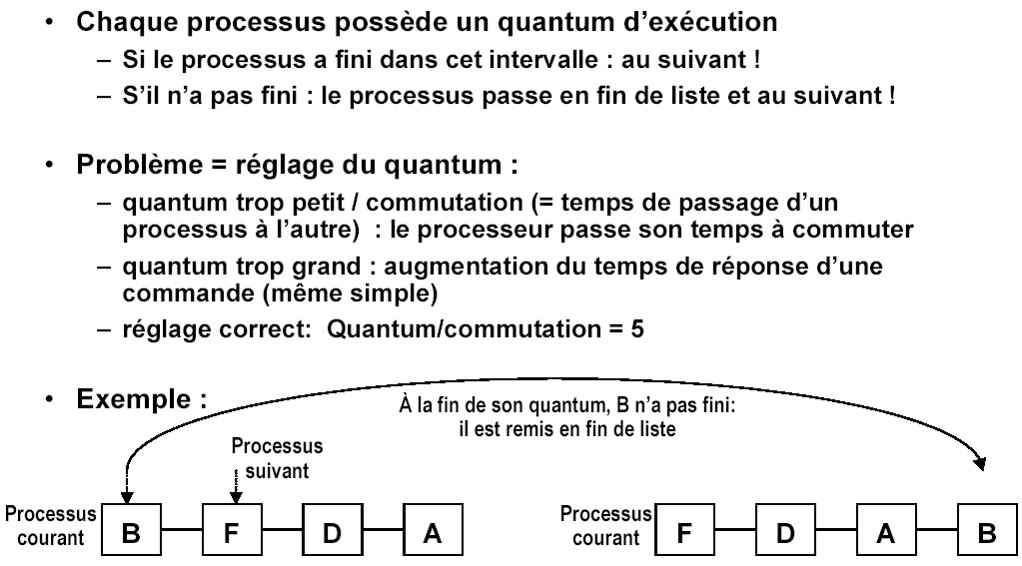 • Chaque processus possède un quantum d’exécution
– Si le processus a fini dans cet intervalle : au suivant !
– S’il n’a pas fini : le processus passe en fin de liste et au suivant !
• Problème = réglage du quantum :
– quantum trop petit / commutation (= temps de passage d’un
processus à l’autre)  : le processeur passe son temps à commuter
– quantum trop grand : augmentation du temps de réponse d’une
commande (même simple)
– réglage correct:  Quantum/commutation = 5
• Exemple :
À la fin de son quantum, B n’a pas fini:
il est remis en fin de liste
Processus
suivant
Processus
courant
B
F
D
A
Processus
courant
F
D
A
B